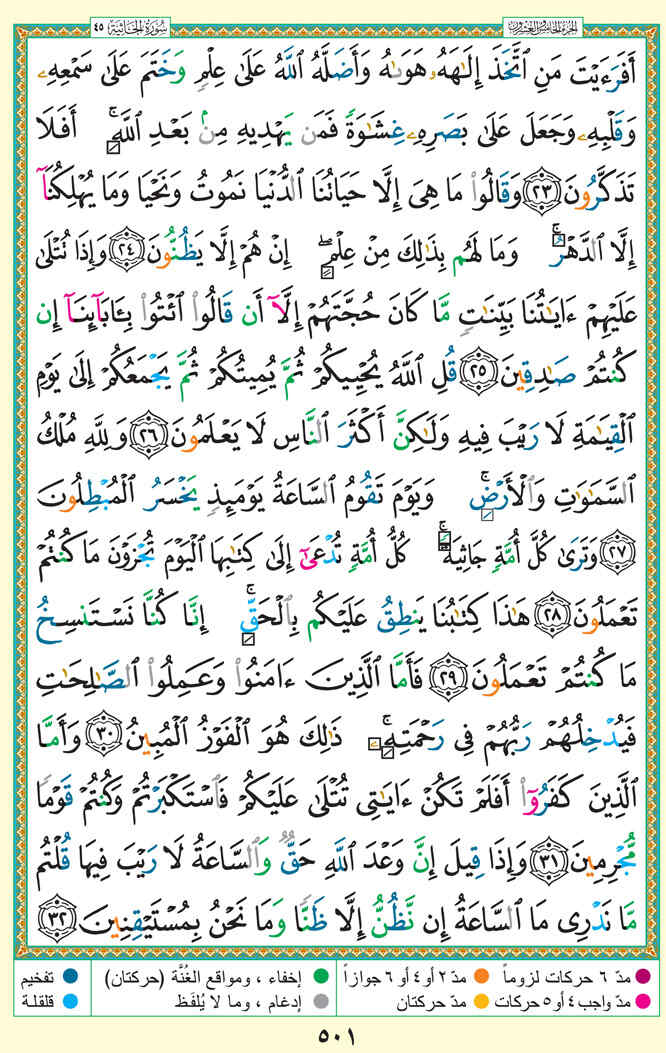 الجزء الخامس والعشرون
سورة الجاثية ٤٥
أَفَرَءَيْتَ مَنِ ٱتَّخَذَ إِلَٰهَهُۥ هَوَىٰهُ وَأَضَلَّهُ ٱللَّهُ عَلَىٰ عِلْمٍ وَخَتَمَ عَلَىٰ سَمْعِهِۦ
وَقَلْبِهِۦ وَجَعَلَ عَلَىٰ بَصَرِهِۦ غِشَٰوَةً فَمَن يَهْدِيهِ مِنۢ بَعْدِ ٱللَّهِۚ أَفَلَا
تَذَكَّرُونَ ٢٣ وَقَالُوا۟ مَا هِىَ إِلَّا حَيَاتُنَا ٱلدُّنْيَا نَمُوتُ وَنَحْيَا وَمَا يُهْلِكُنَآ
إِلَّا ٱلدَّهْرُۚ وَمَا لَهُم بِذَٰلِكَ مِنْ عِلْمٍۖ إِنْ هُمْ إِلَّا يَظُنُّونَ ٢٤ وَإِذَا تُتْلَىٰ
عَلَيْهِمْ ءَايَٰتُنَا بَيِّنَٰتٍ مَّا كَانَ حُجَّتَهُمْ إِلَّآ أَن قَالُوا۟ ٱئْتُوا۟ بِـَٔابَآئِنَآ إِن
كُنتُمْ صَٰدِقِينَ ٢٥ قُلِ ٱللَّهُ يُحْيِيكُمْ ثُمَّ يُمِيتُكُمْ ثُمَّ يَجْمَعُكُمْ إِلَىٰ يَوْمِ
ٱلْقِيَٰمَةِ لَا رَيْبَ فِيهِ وَلَٰكِنَّ أَكْثَرَ ٱلنَّاسِ لَا يَعْلَمُونَ ٢٦ وَلِلَّهِ مُلْكُ
ٱلسَّمَٰوَٰتِ وَٱلْأَرْضِۚ وَيَوْمَ تَقُومُ ٱلسَّاعَةُ يَوْمَئِذٍ يَخْسَرُ ٱلْمُبْطِلُونَ
٢٧ وَتَرَىٰ كُلَّ أُمَّةٍ جَاثِيَةًۚ كُلُّ أُمَّةٍ تُدْعَىٰٓ إِلَىٰ كِتَٰبِهَا ٱلْيَوْمَ تُجْزَوْنَ مَا كُنتُمْ
تَعْمَلُونَ ٢٨ هَٰذَا كِتَٰبُنَا يَنطِقُ عَلَيْكُم بِٱلْحَقِّۚ إِنَّا كُنَّا نَسْتَنسِخُ
مَا كُنتُمْ تَعْمَلُونَ ٢٩ فَأَمَّا ٱلَّذِينَ ءَامَنُوا۟ وَعَمِلُوا۟ ٱلصَّٰلِحَٰتِ
فَيُدْخِلُهُمْ رَبُّهُمْ فِى رَحْمَتِهِۦۚ ذَٰلِكَ هُوَ ٱلْفَوْزُ ٱلْمُبِينُ ٣٠ وَأَمَّا
ٱلَّذِينَ كَفَرُوٓا۟ أَفَلَمْ تَكُنْ ءَايَٰتِى تُتْلَىٰ عَلَيْكُمْ فَٱسْتَكْبَرْتُمْ وَكُنتُمْ قَوْمًا
مُّجْرِمِينَ ٣١ وَإِذَا قِيلَ إِنَّ وَعْدَ ٱللَّهِ حَقٌّ وَٱلسَّاعَةُ لَا رَيْبَ فِيهَا قُلْتُم
مَّا نَدْرِى مَا ٱلسَّاعَةُ إِن نَّظُنُّ إِلَّا ظَنًّا وَمَا نَحْنُ بِمُسْتَيْقِنِينَ ٣٢
مدّ ٦ حركات لزوماً مدّ ٢ أو ٤ أو ٦ جوازاً إخفاء ، ومواقع الغُنَّة (حركتان) تفخيم
مدّ واجب ٤ أو ٥ حركات مدّ حركتان إدغام ، وما لا يُلفَظ قلقلة
٥٠١